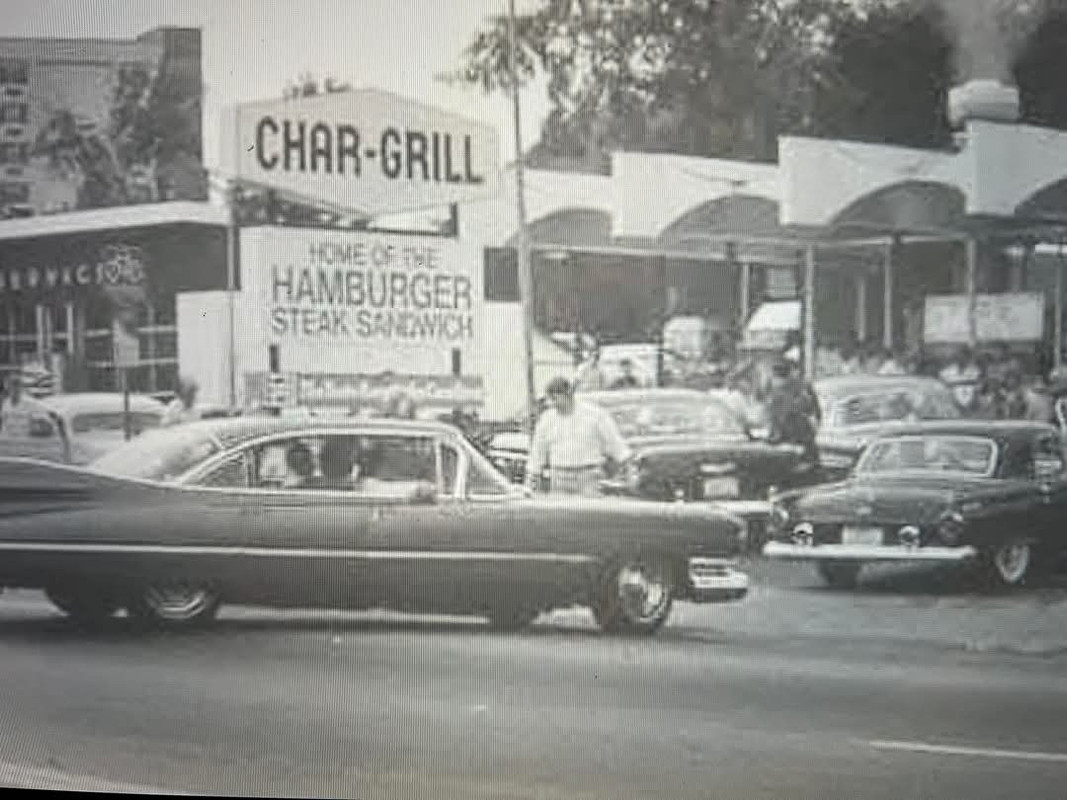 CHAR-GRILL
HOME OF THE
HAMBURGER
STEAK SANDWICH